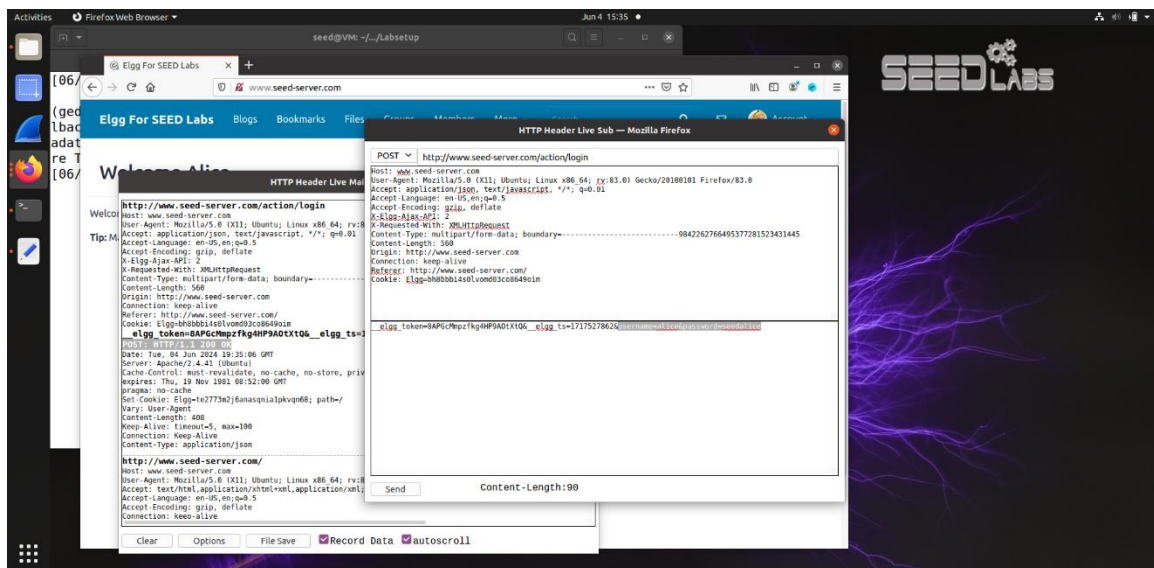 Activities
Firefox Web Browser
Jun 4 15:35
seed@VM: ~/.../Labsetup
SEEDLABS
[06/
(ged
lbac
adat
re T
[06/
Elgg For SEED Labs
www.seed-server.com
Elgg For SEED Labs
Blogs
Bookmarks
Files
Account
Welcome Alice
Welcor
Tip: M
HTTP Header Live Mai
http://www.seed-server.com/action/login
Host: www.seed-server.com
User-Agent: Mozilla/5.0 (X11; Ubuntu; Linux x86_64; rv:8
Accept: application/json, text/javascript, */*; q=0.01
Accept-Language: en-US,en;q=0.5
Accept-Encoding: gzip, deflate
X-Elgg-Ajax-API: 2
X-Requested-With: XMLHttpRequest
Content-Type: multipart/form-data; boundary=------------
Content-Length: 560
Origin: http://www.seed-server.com
Connection: keep-alive
Referer: http://www.seed-server.com/
Cookie: Elgg=bh8bbbi4s0lvomd03co8649oim
__elgg_token=8APGcMmpzfkg4HP9AOtXtQ&__elgg_ts=1
POST: HTTP/1.1 200 OK
Date: Tue, 04 Jun 2024 19:35:06 GMT
Server: Apache/2.4.41 (Ubuntu)
Cache-Control: must-revalidate, no-cache, no-store, priv
expires: Thu, 19 Nov 1981 08:52:00 GMT
pragma: no-cache
Set-Cookie: Elgg=te2773m2j6anasqnia1pkvqn68; path=/
Vary: User-Agent
Content-Length: 408
Keep-Alive: timeout=5, max=100
Connection: Keep-Alive
Content-Type: application/json
http://www.seed-server.com/
Host: www.seed-server.com
User-Agent: Mozilla/5.0 (X11; Ubuntu; Linux x86_64; rv:8
Accept: text/html,application/xhtml+xml,application/xml;
Accept-Language: en-US,en;q=0.5
Accept-Encoding: gzip, deflate
Connection: keep-alive
Clear
Options
File Save
Record Data
autoscroll
HTTP Header Live Sub — Mozilla Firefox
POST
http://www.seed-server.com/action/login
Host: www.seed-server.com
User-Agent: Mozilla/5.0 (X11; Ubuntu; Linux x86_64; rv:83.0) Gecko/20100101 Firefox/83.0
Accept: application/json, text/javascript, */*; q=0.01
Accept-Language: en-US,en;q=0.5
Accept-Encoding: gzip, deflate
X-Elgg-Ajax-API: 2
X-Requested-With: XMLHttpRequest
Content-Type: multipart/form-data; boundary=---------------------------9842262766495377281523431445
Content-Length: 560
Origin: http://www.seed-server.com
Connection: keep-alive
Referer: http://www.seed-server.com/
Cookie: Elgg=bh8bbbi4s0lvomd03co8649oim
__elgg_token=8APGcMmpzfkg4HP9AOtXtQ&__elgg_ts=1717527862&username=alice&password=seedalice
Send
Content-Length:90